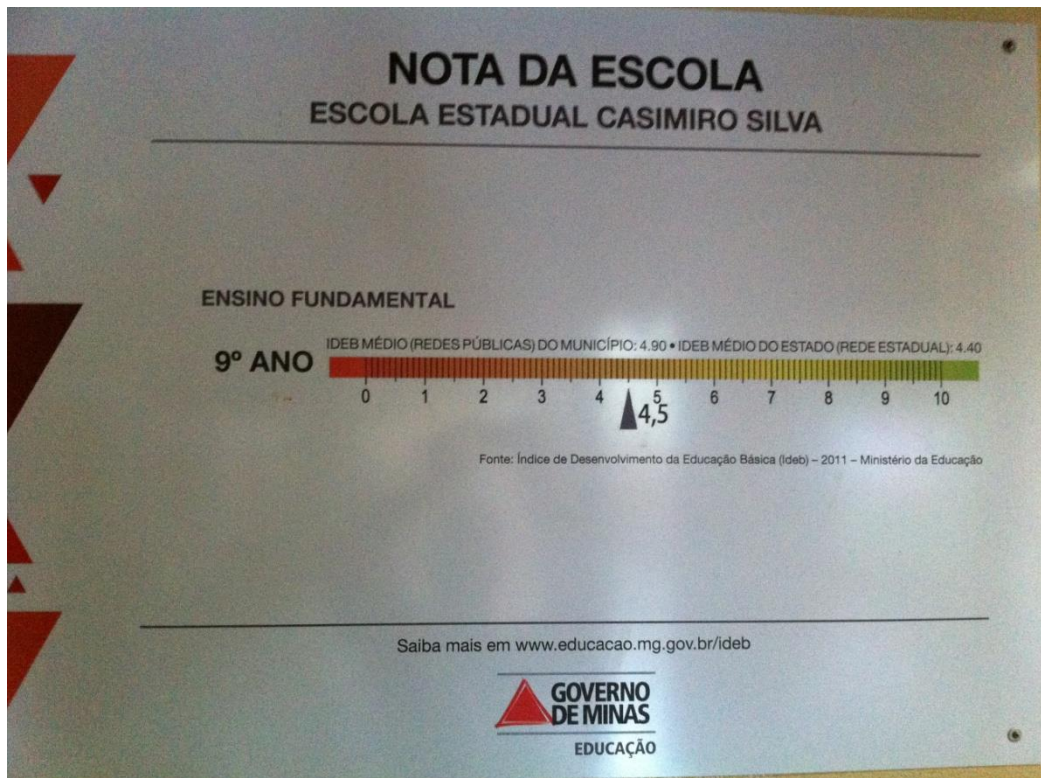 NOTA DA ESCOLA
ESCOLA ESTADUAL CASIMIRO SILVA
ENSINO FUNDAMENTAL
IDEB MÉDIO (REDES PÚBLICAS) DO MUNICÍPIO: 4.90 • IDEB MÉDIO DO ESTADO (REDE ESTADUAL): 4.40
9º ANO
0 1 2 3 4 5 6 7 8 9 10
4,5
Fonte: Índice de Desenvolvimento da Educação Básica (Ideb) – 2011 – Ministério da Educação
Saiba mais em www.educacao.mg.gov.br/ideb
GOVERNO
DE MINAS
EDUCAÇÃO